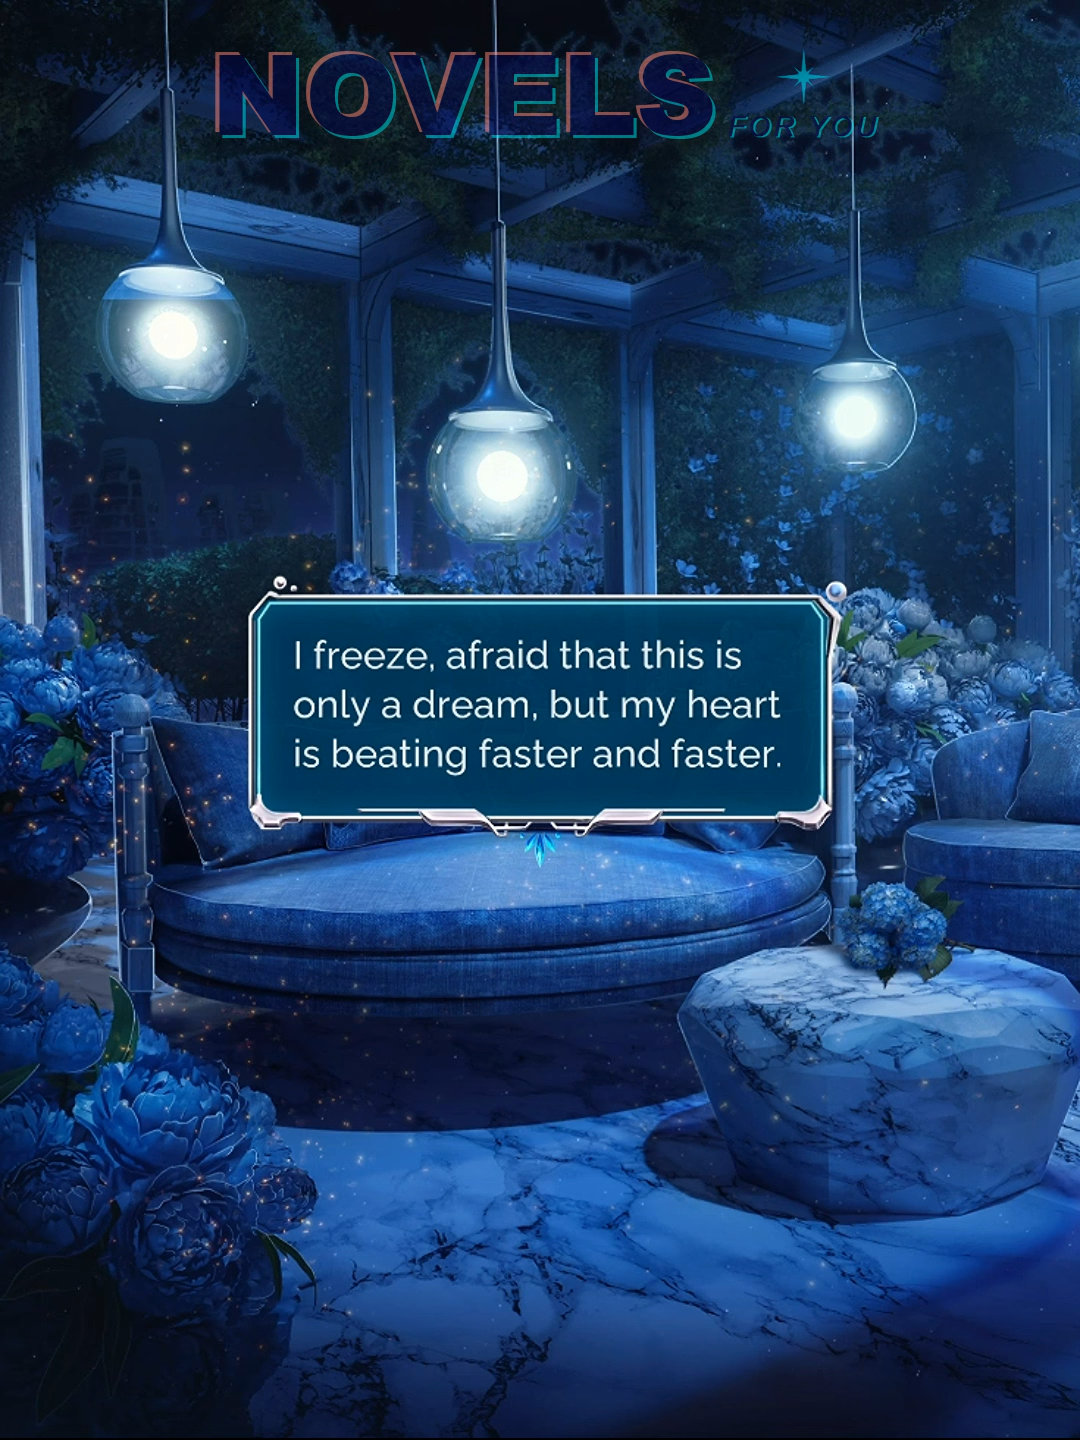 NOVELS
FOR YOU
I freeze, afraid that this is
only a dream, but my heart
is beating faster and faster.